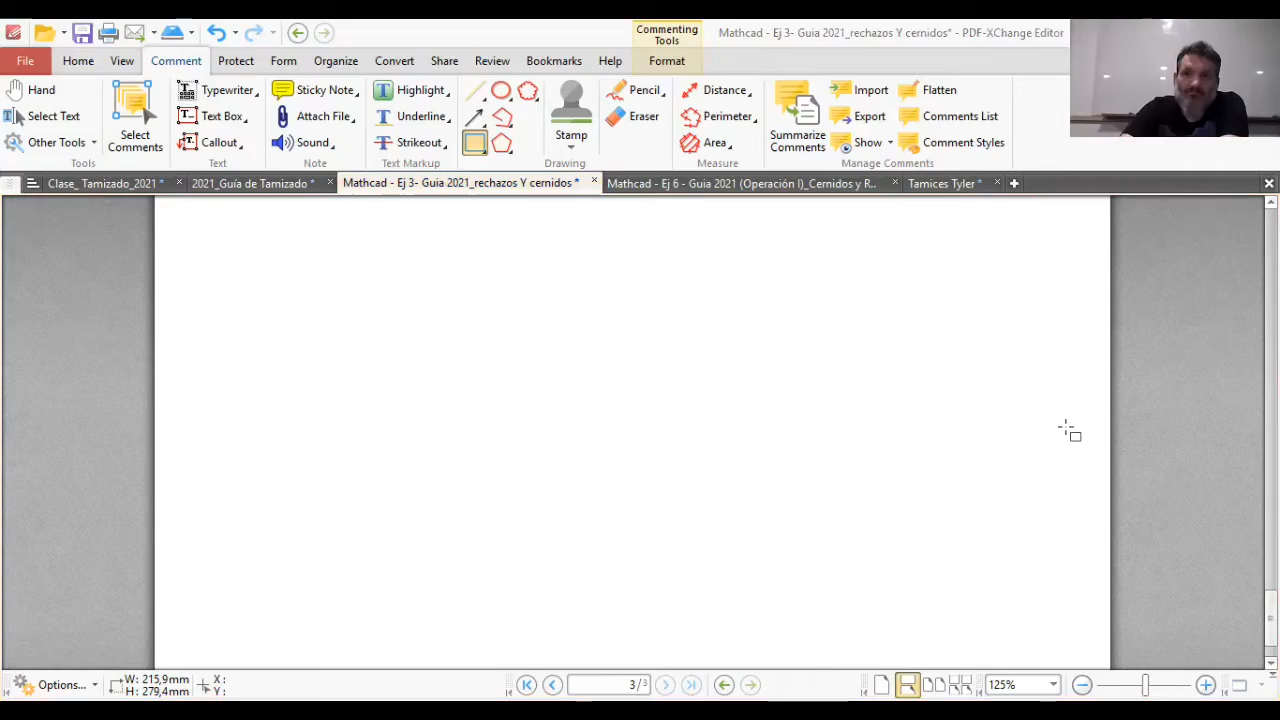 Commenting
Tools
Mathcad - Ej 3- Guia 2021_rechazos Y cernidos* - PDF-XChange Editor
File Home View Comment Protect Form Organize Convert Share Review Bookmarks Help Format
Hand Typewriter Sticky Note Highlight Pencil Distance Import Flatten
Select Text Text Box Attach File Underline Eraser Perimeter Export Comments List
Select
Comments
Stamp
Summarize
Comments
Other Tools Callout Sound Strikeout Area Show Comments Styles
Tools Text Note Text Markup Drawing Measure Manage Comments
Clase_ Tamizado_2021 * 2021_Guía de Tamizado * Mathcad - Ej 3- Guia 2021_rechazos Y cernidos * Mathcad - Ej 6 - Guia 2021 (Operación I)_Cernidos y R... Tamices Tyler *
Options... W: 215,9mm X: 3/3 125%
H: 279,4mm Y: